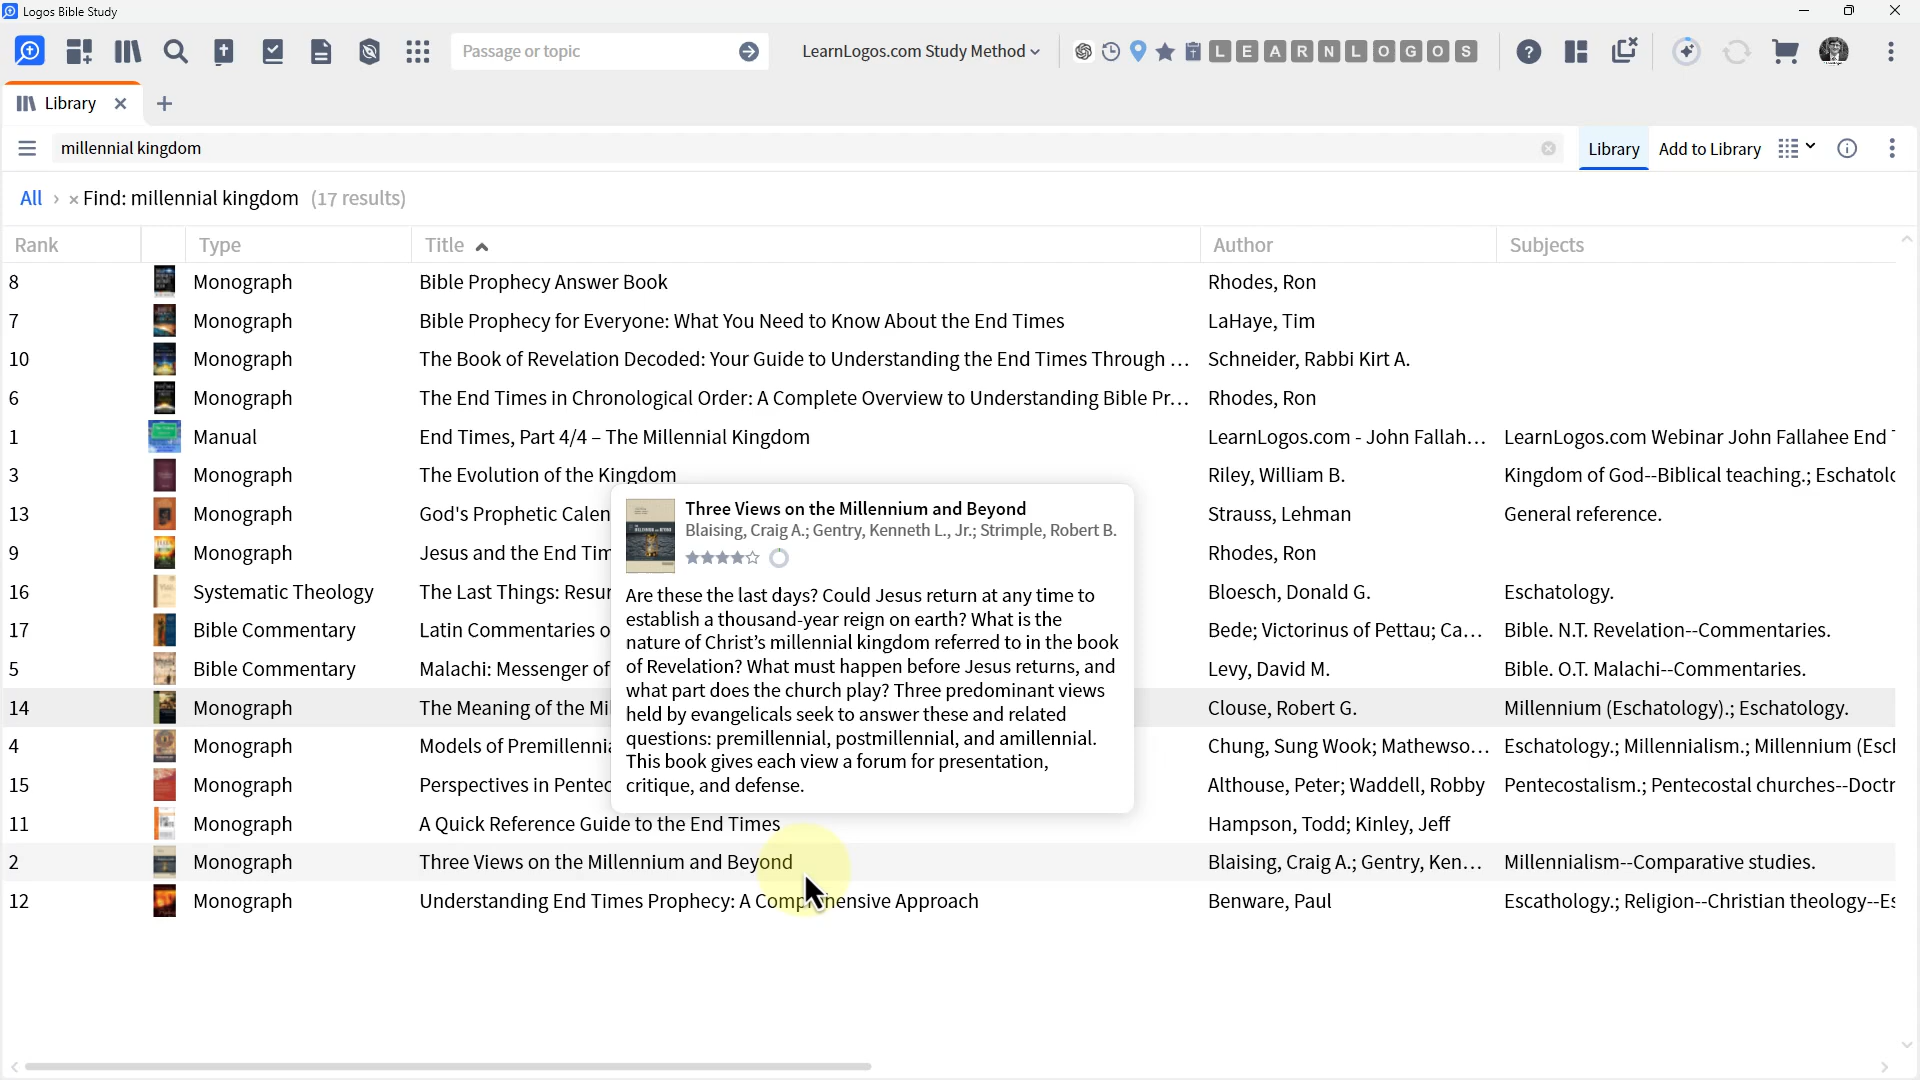 Logos Bible Study
Passage or topic
LearnLogos.com Study Method
L E A R N L O G O S
Library
millennial kingdom
Library
Add to Library
All › × Find: millennial kingdom (17 results)
Rank Type Title Author Subjects
8 Monograph Bible Prophecy Answer Book Rhodes, Ron
7 Monograph Bible Prophecy for Everyone: What You Need to Know About the End Times LaHaye, Tim
10 Monograph The Book of Revelation Decoded: Your Guide to Understanding the End Times Through ... Schneider, Rabbi Kirt A.
6 Monograph The End Times in Chronological Order: A Complete Overview to Understanding Bible Pr... Rhodes, Ron
1 Manual End Times, Part 4/4 – The Millennial Kingdom LearnLogos.com - John Fallah... LearnLogos.com Webinar John Fallahee End
3 Monograph The Evolution of the Kingdom Riley, William B. Kingdom of God--Biblical teaching.; Eschatolo
13 Monograph God's Prophetic Calen Strauss, Lehman General reference.
9 Monograph Jesus and the End Tim Rhodes, Ron
16 Systematic Theology The Last Things: Resur Bloesch, Donald G. Eschatology.
17 Bible Commentary Latin Commentaries o Bede; Victorinus of Pettau; Ca... Bible. N.T. Revelation--Commentaries.
5 Bible Commentary Malachi: Messenger of Levy, David M. Bible. O.T. Malachi--Commentaries.
14 Monograph The Meaning of the Mi Clouse, Robert G. Millennium (Eschatology).; Eschatology.
4 Monograph Models of Premillennia Chung, Sung Wook; Mathewso... Eschatology.; Millennialism.; Millennium (Esch
15 Monograph Perspectives in Pentec Althouse, Peter; Waddell, Robby Pentecostalism.; Pentecostal churches--Doctr
11 Monograph A Quick Reference Guide to the End Times Hampson, Todd; Kinley, Jeff
2 Monograph Three Views on the Millennium and Beyond Blaising, Craig A.; Gentry, Ken... Millennialism--Comparative studies.
12 Monograph Understanding End Times Prophecy: A Comprehensive Approach Benware, Paul Escathology.; Religion--Christian theology--Es
Three Views on the Millennium and Beyond
Blaising, Craig A.; Gentry, Kenneth L., Jr.; Strimple, Robert B.
Are these the last days? Could Jesus return at any time to
establish a thousand-year reign on earth? What is the
nature of Christ’s millennial kingdom referred to in the book
of Revelation? What must happen before Jesus returns, and
what part does the church play? Three predominant views
held by evangelicals seek to answer these and related
questions: premillennial, postmillennial, and amillennial.
This book gives each view a forum for presentation,
critique, and defense.